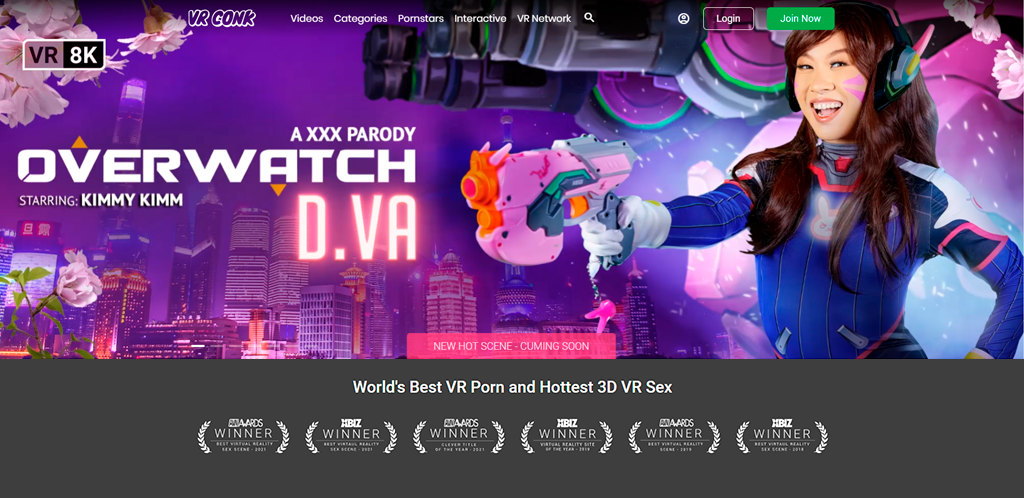 VR CONK
Videos Categories Pornstars Interactive VR Network
Login
Join Now
VR 8K
A XXX PARODY
OVERWATCH
STARRING: KIMMY KIMM
D.VA
NEW HOT SCENE - CUMING SOON
World's Best VR Porn and Hottest 3D VR Sex
AWARDS
WINNER
BEST VIRTUAL REALITY
SEX SCENE - 2021
XBIZ
WINNER
BEST VIRTUAL REALITY
SEX SCENE - 2021
AWARDS
WINNER
CLEVER TITLE
OF THE YEAR - 2021
XBIZ
WINNER
VIRTUAL REALITY SITE
OF THE YEAR - 2018
AWARDS
WINNER
BEST VIRTUAL REALITY
SCENE - 2019
XBIZ
WINNER
BEST VIRTUAL REALITY
SEX SCENE - 2018